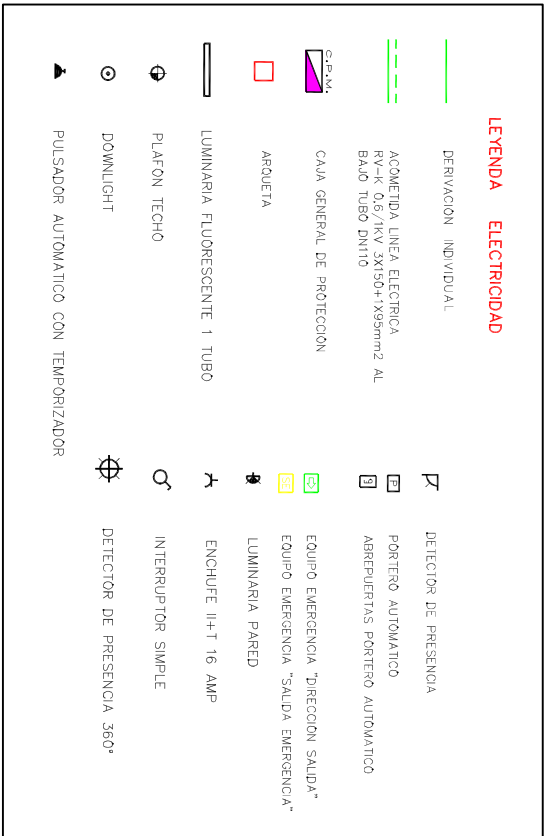 LEYENDA ELECTRICIDAD
DERIVACIÓN INDIVIDUAL
ACOMETIDA LINEA ELECTRICA
RV-K 0,6/1KV 3X150+1X95mm2 AL
BAJO TUBO DN110
C.P.M.
CAJA GENERAL DE PROTECCIÓN
ARQUETA
LUMINARIA FLUORESCENTE 1 TUBO
PLAFÓN TECHO
DOWNLIGHT
PULSADOR AUTOMATICO CON TEMPORIZADOR
DETECTOR DE PRESENCIA
P
PORTERO AUTOMATICO
9
ABREPUERTAS PORTERO AUTOMATICO
EQUIPO EMERGENCIA "DIRECCIÓN SALIDA"
EQUIPO EMERGENCIA "SALIDA EMERGENCIA"
LUMINARIA PARED
ENCHUFE II+T 16 AMP
INTERRUPTOR SIMPLE
DETECTOR DE PRESENCIA 360°